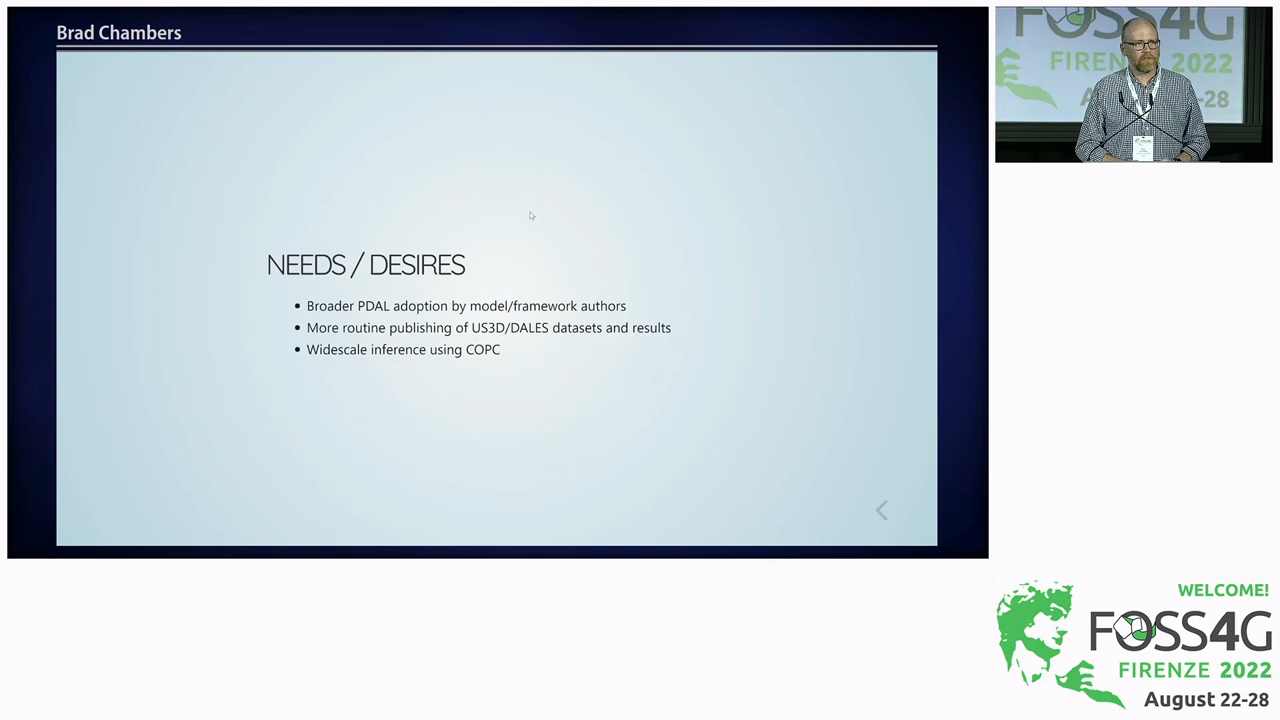 Brad Chambers
NEEDS / DESIRES
• Broader PDAL adoption by model/framework authors
• More routine publishing of US3D/DALES datasets and results
• Widescale inference using COPC
FOSS4G
FIRENZE 2022
-28
WELCOME!
FOSS4G
FIRENZE 2022
August 22-28